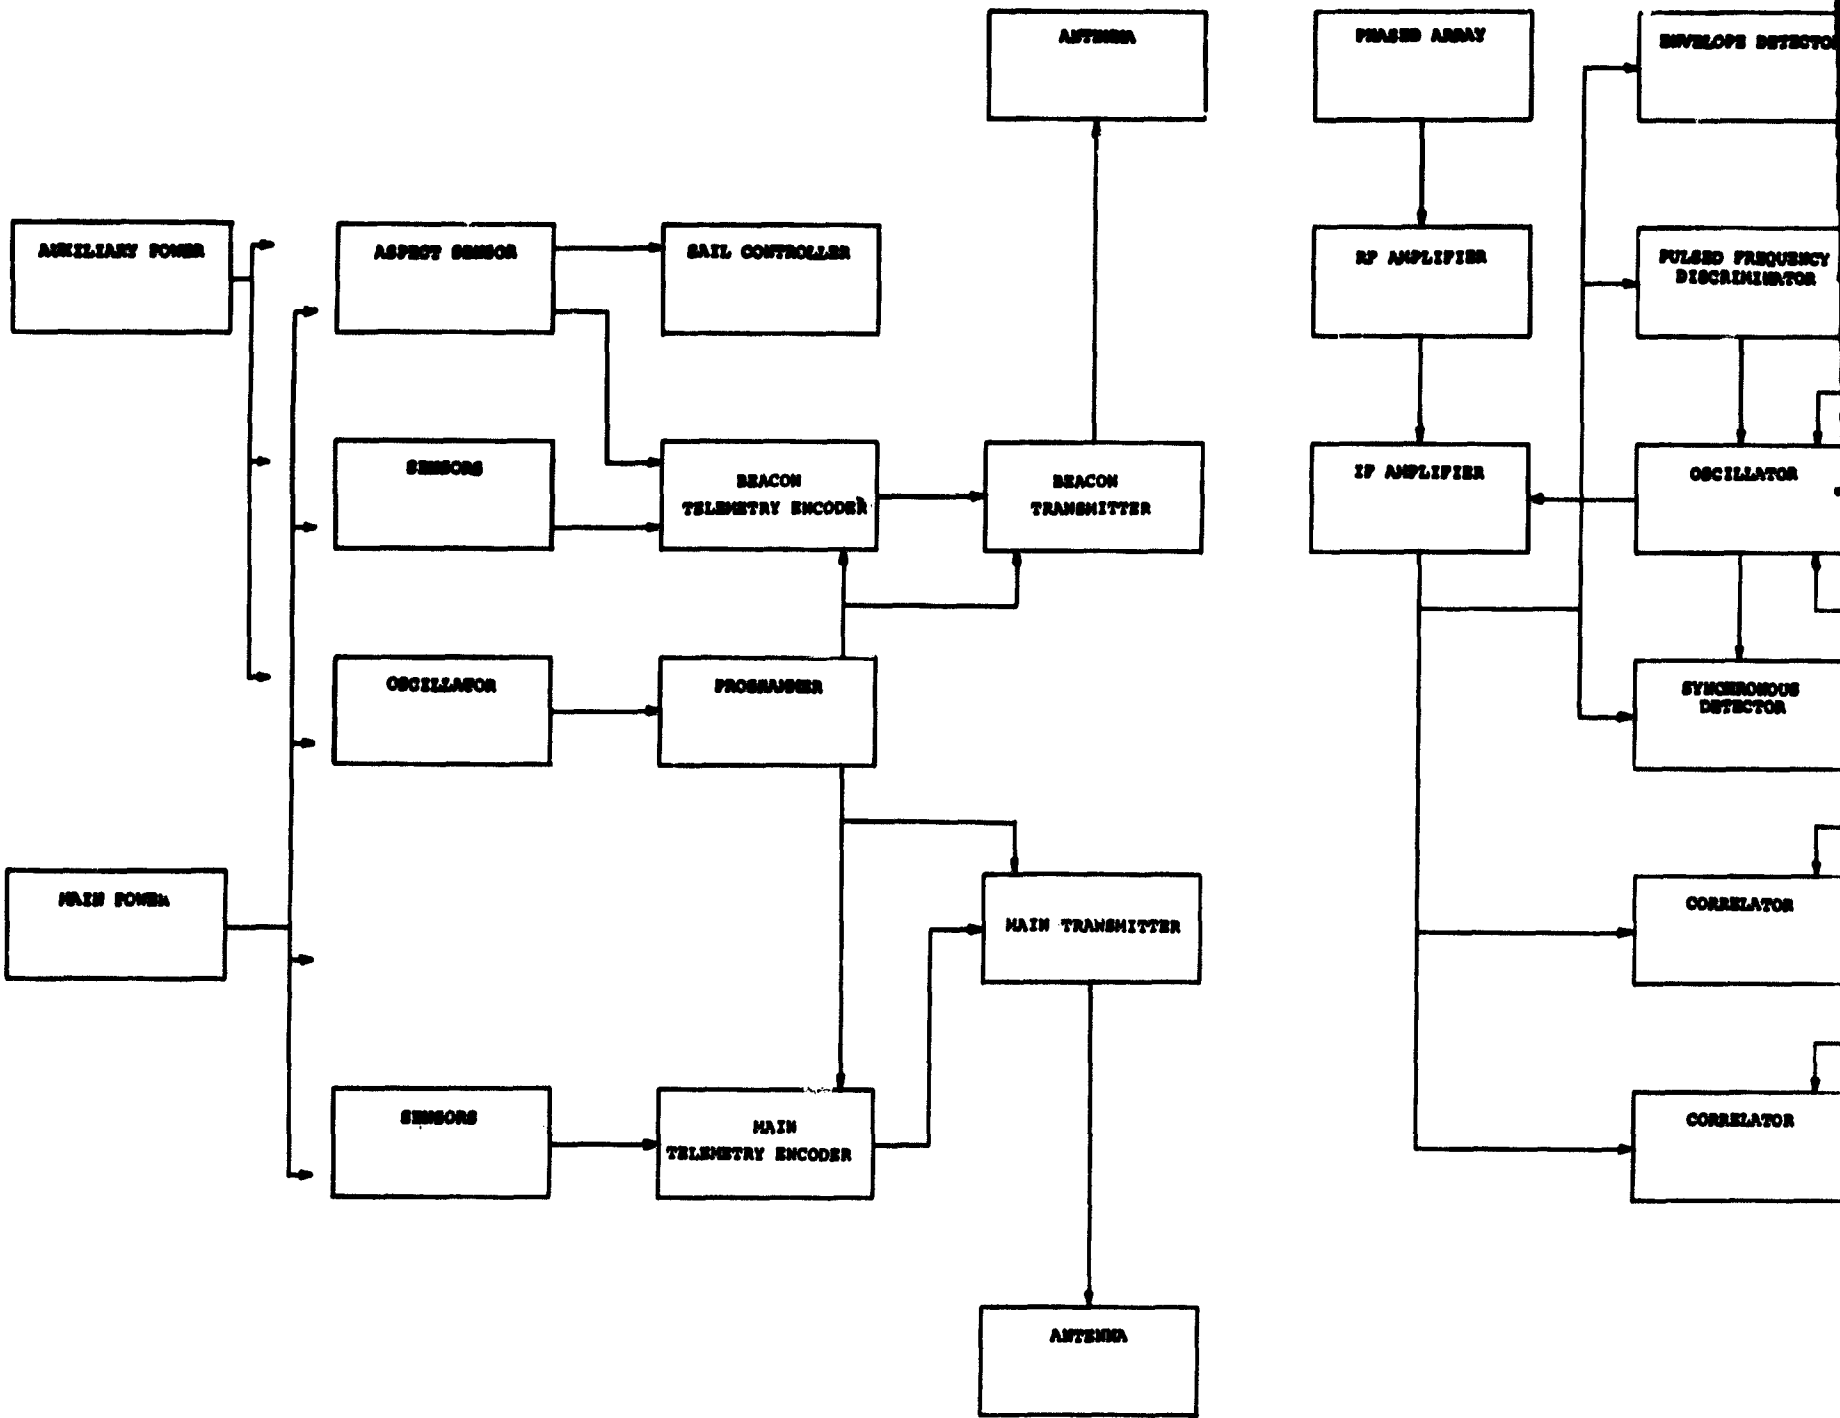 ANTENNA
PHASED ARRAY
ENVELOPE DETECTOR
AUXILIARY POWER
ASPECT SENSOR
SAIL CONTROLLER
RF AMPLIFIER
PULSED FREQUENCY
DISCRIMINATOR
SENSORS
BEACON
TELEMETRY ENCODER
BEACON
TRANSMITTER
IF AMPLIFIER
OSCILLATOR
OSCILLATOR
PROGRAMMER
SYNCHRONOUS
DETECTOR
MAIN POWER
MAIN TRANSMITTER
CORRELATOR
SENSORS
MAIN
TELEMETRY ENCODER
CORRELATOR
ANTENNA